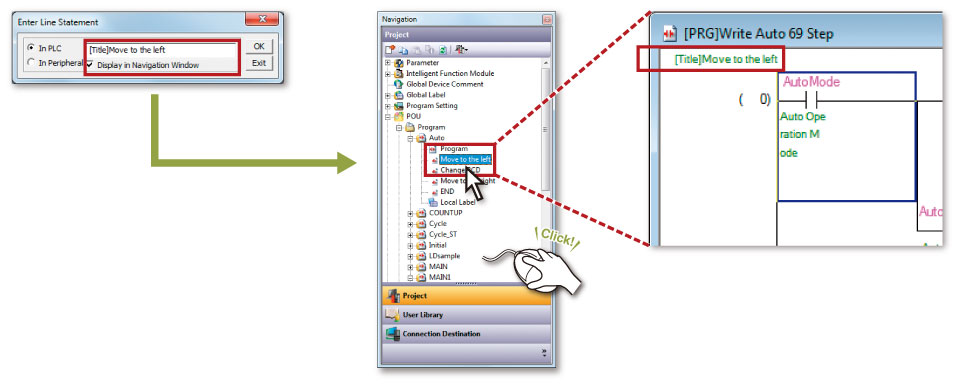 Enter Line Statement
In PLC
[Title]Move to the left
OK
In Peripheral
Display in Navigation Window
Exit
Navigation
Project
Parameter
Intelligent Function Module
Global Device Comment
Global Label
Program Setting
POU
Program
Auto
Program
Move to the left
Change
Move to
END
Local Label
COUNTUP
Cycle
Cycle_ST
Initial
LDsample
MAIN
MAIN1
Click!
Project
User Library
Connection Destination
[PRG]Write Auto 69 Step
[Title]Move to the left
AutoMode
( 0)
Auto Ope
ration M
ode
Auto